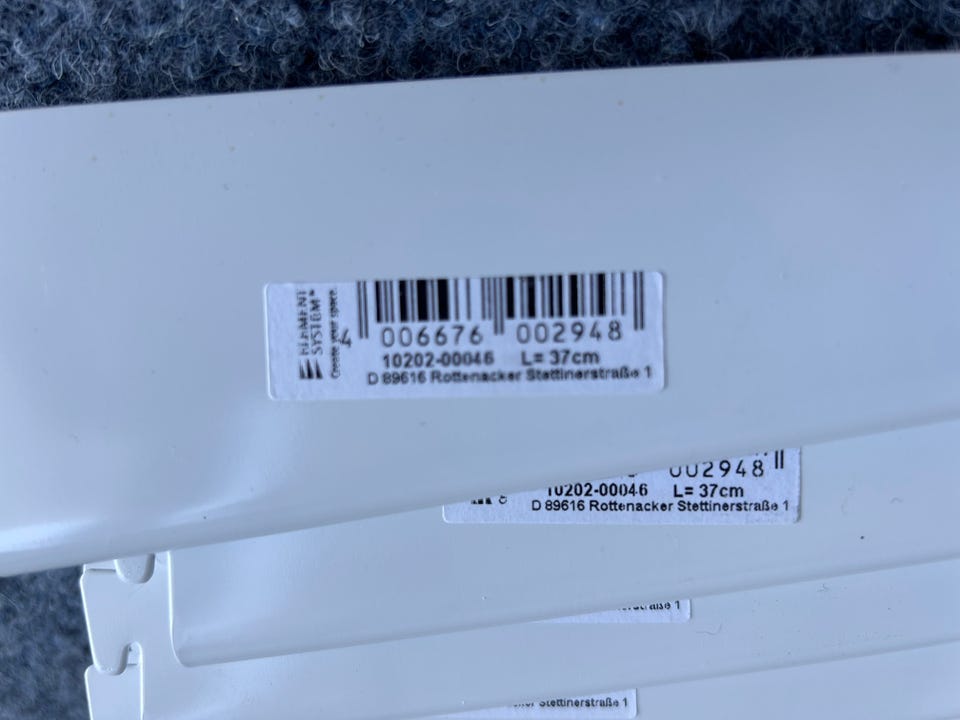 ELEMENT
SYSTEM
Create your space.
4 006676 002948
10202-00046 L= 37cm
D 89616 Rottenacker Stettinerstraße 1
002948
10202-00046 L= 37cm
D 89616 Rottenacker Stettinerstraße 1
1
Stettinerstraße 1